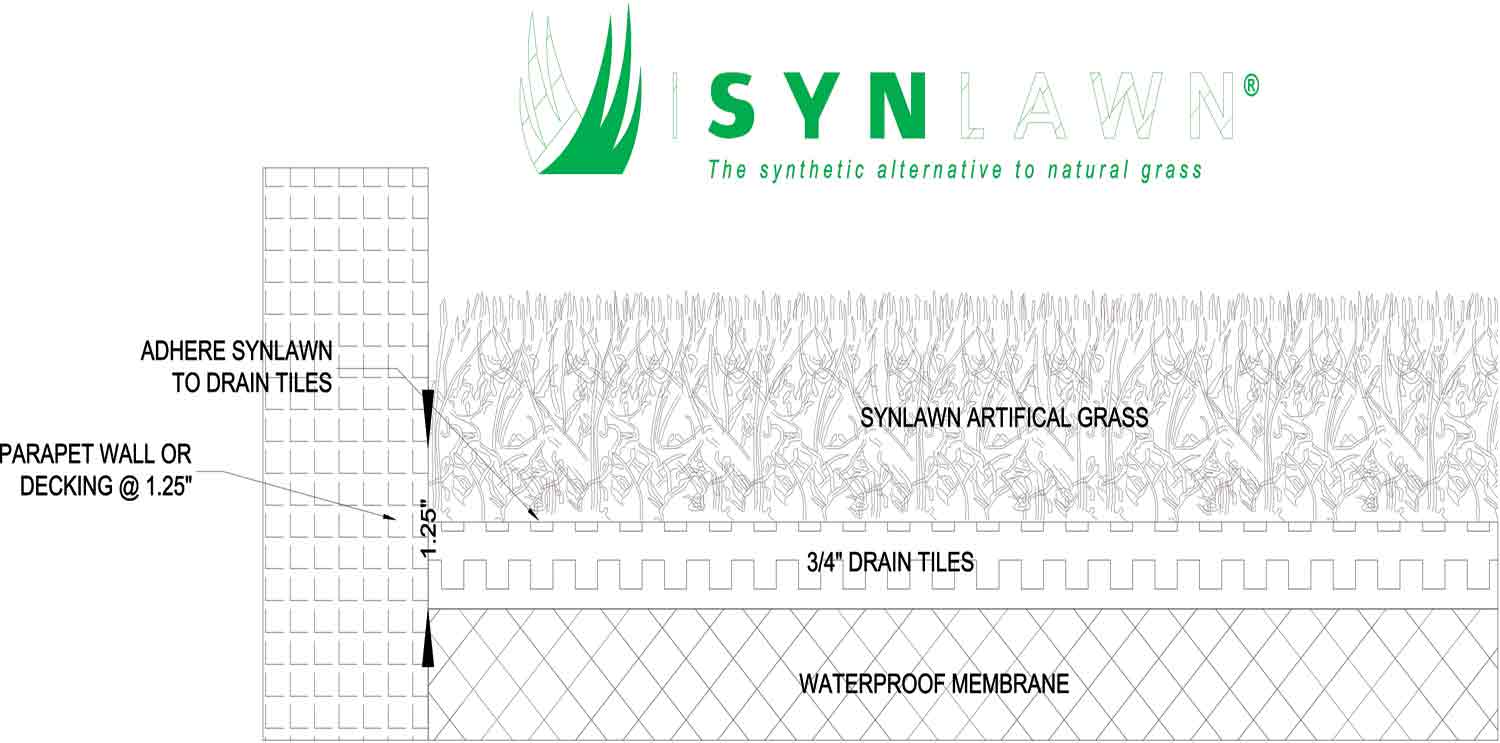 SYNLAWN®
The synthetic alternative to natural grass
ADHERE SYNLAWN
TO DRAIN TILES
SYNLAWN ARTIFICAL GRASS
PARAPET WALL OR
DECKING @ 1.25"
1.25"
3/4" DRAIN TILES
WATERPROOF MEMBRANE